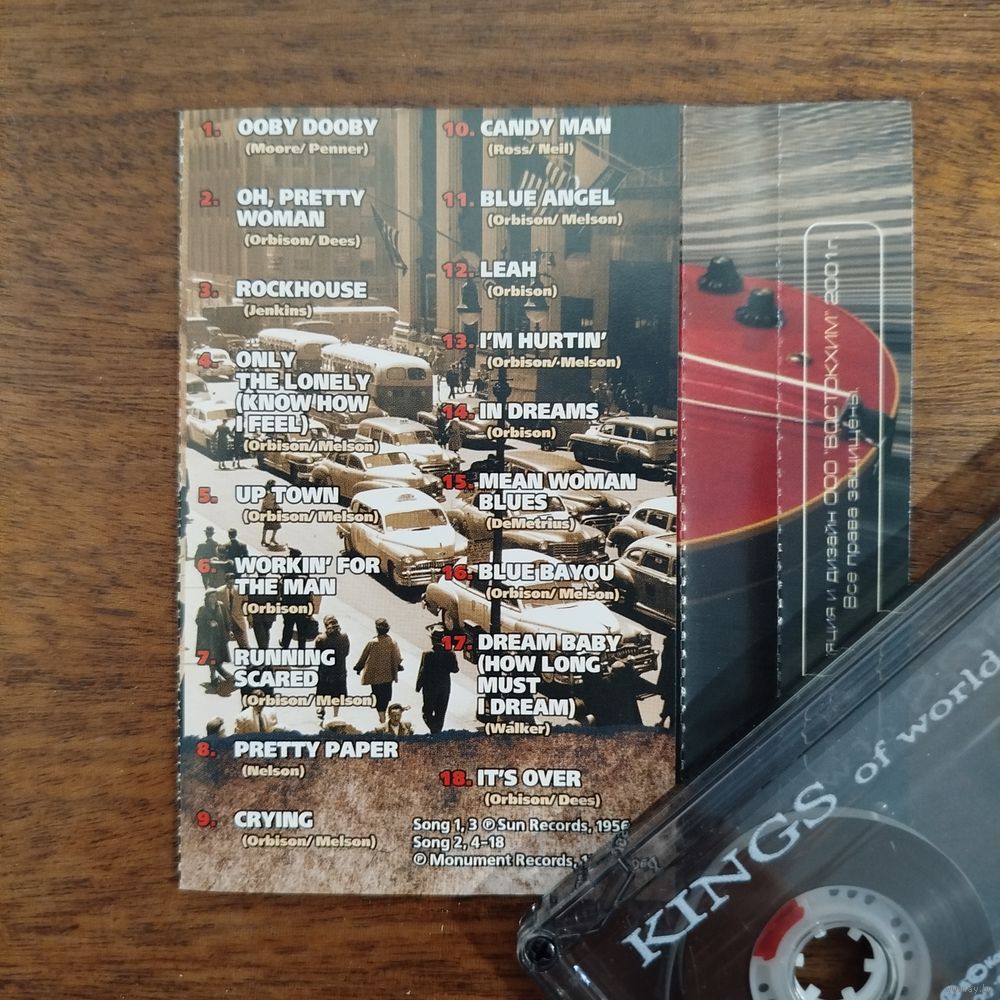 1. OOBY DOOBY
(Moore/ Penner)
2. OH, PRETTY
WOMAN
(Orbison/ Dees)
3. ROCKHOUSE
(Jenkins)
4. ONLY
THE LONELY
(KNOW HOW
I FEEL)
(Orbison/ Melson)
5. UP TOWN
(Orbison/ Melson)
6. WORKIN' FOR
THE MAN
(Orbison)
7. RUNNING
SCARED
(Orbison/ Melson)
8. PRETTY PAPER
(Nelson)
9. CRYING
(Orbison/ Melson)
10. CANDY MAN
(Ross/ Neil)
11. BLUE ANGEL
(Orbison/ Melson)
12. LEAH
(Orbison)
13. I'M HURTIN'
(Orbison/ Melson)
14. IN DREAMS
(Orbison)
15. MEAN WOMAN
BLUES
(DeMetrius)
16. BLUE BAYOU
(Orbison/ Melson)
17. DREAM BABY
(HOW LONG
MUST
I DREAM)
(Walker)
18. IT'S OVER
(Orbison/ Dees)
Song 1, 3 ℗ Sun Records, 1956
Song 2, 4-18
℗ Monument Records,
и дизайн ООО "ВОСТОКХИМ" 2001 г.
Все права защищены.
KINGS of world